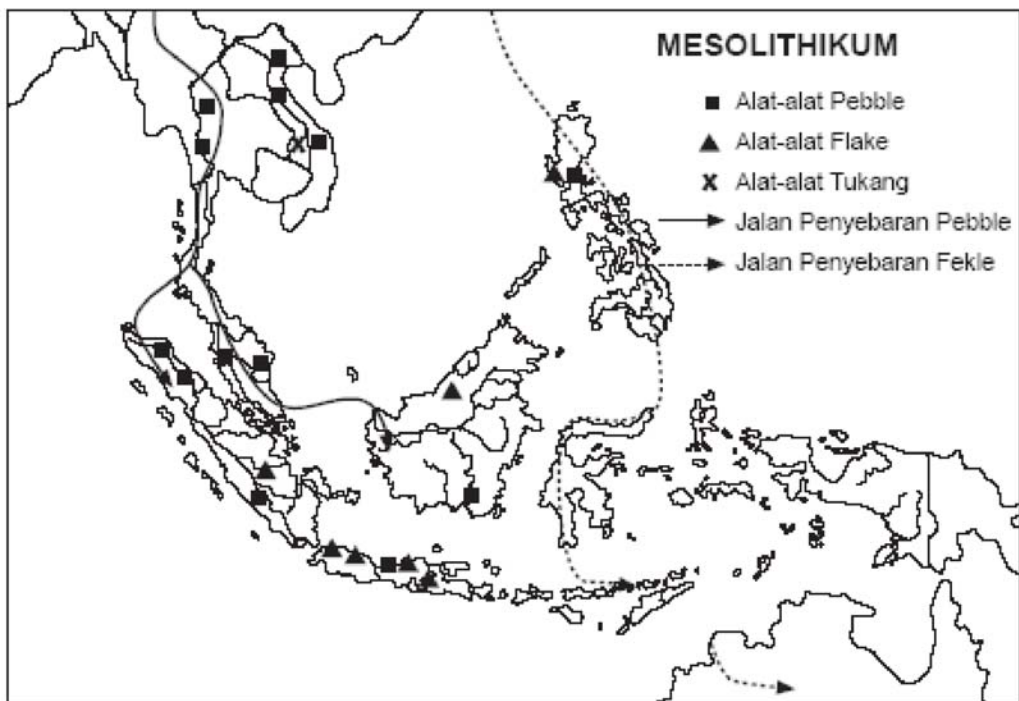 MESOLITHIKUM
Alat-alat Pebble
Alat-alat Flake
Alat-alat Tukang
Jalan Penyebaran Pebble
Jalan Penyebaran Fekle